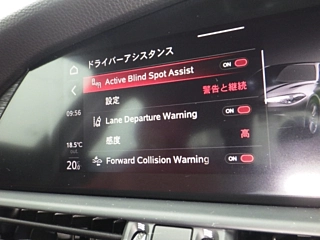 ドライバーアシスタンス
Active Blind Spot Assist ON
設定 警告と継続
09:56
Lane Departure Warning ON
感度 高
18.5°C
20.0
Forward Collision Warning ON